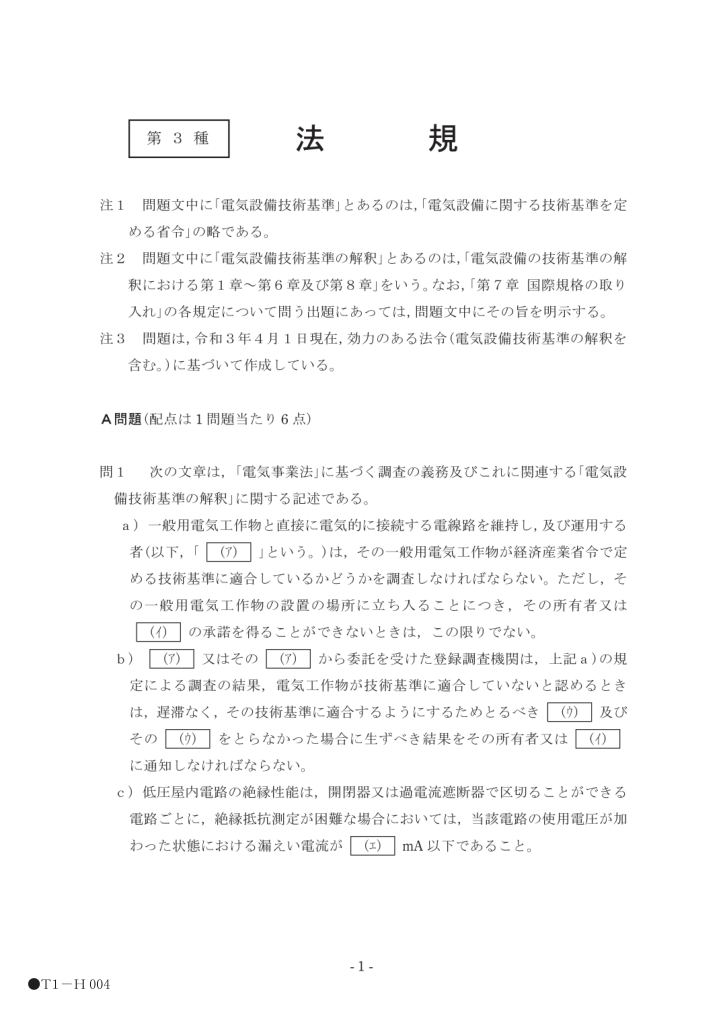 第 3 種　法　規
注1　問題文中に「電気設備技術基準」とあるのは,「電気設備に関する技術基準を定
める省令」の略である。
注2　問題文中に「電気設備技術基準の解釈」とあるのは,「電気設備の技術基準の解
釈における第1章～第6章及び第8章」をいう。なお,「第7章 国際規格の取り
入れ」の各規定について問う出題にあっては,問題文中にその旨を明示する。
注3　問題は,令和3年4月1日現在,効力のある法令(電気設備技術基準の解釈を
含む。)に基づいて作成している。
A問題(配点は1問題当たり6点)
問1　次の文章は,「電気事業法」に基づく調査の義務及びこれに関連する「電気設
備技術基準の解釈」に関する記述である。
a)一般用電気工作物と直接に電気的に接続する電線路を維持し,及び運用する
者(以下,「 (ア) 」という。)は,その一般用電気工作物が経済産業省令で定
める技術基準に適合しているかどうかを調査しなければならない。ただし,そ
の一般用電気工作物の設置の場所に立ち入ることにつき,その所有者又は
(イ) の承諾を得ることができないときは,この限りでない。
b) (ア) 又はその (ア) から委託を受けた登録調査機関は,上記a)の規
定による調査の結果,電気工作物が技術基準に適合していないと認めるとき
は,遅滞なく,その技術基準に適合するようにするためとるべき (ウ) 及び
その (ウ) をとらなかった場合に生ずべき結果をその所有者又は (イ)
に通知しなければならない。
c)低圧屋内電路の絶縁性能は,開閉器又は過電流遮断器で区切ることができる
電路ごとに,絶縁抵抗測定が困難な場合においては,当該電路の使用電圧が加
わった状態における漏えい電流が (エ) mA以下であること。
- 1 -
●T1－H 004